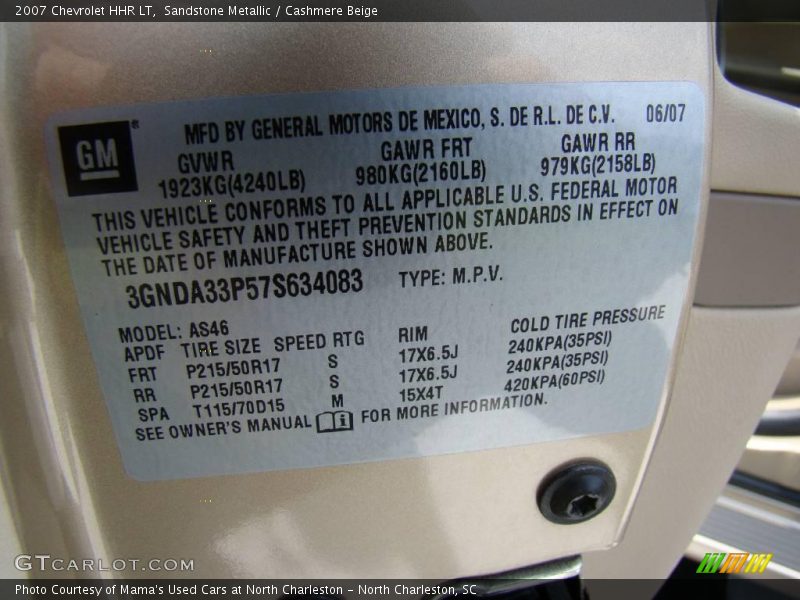 2007 Chevrolet HHR LT, Sandstone Metallic / Cashmere Beige
GM
MFD BY GENERAL MOTORS DE MEXICO, S. DE R.L. DE C.V. 06/07
GVWR GAWR FRT GAWR RR
1923KG(4240LB) 980KG(2160LB) 979KG(2158LB)
THIS VEHICLE CONFORMS TO ALL APPLICABLE U.S. FEDERAL MOTOR
VEHICLE SAFETY AND THEFT PREVENTION STANDARDS IN EFFECT ON
THE DATE OF MANUFACTURE SHOWN ABOVE.
3GNDA33P57S634083 TYPE: M.P.V.
MODEL: AS46
APDF TIRE SIZE SPEED RTG RIM COLD TIRE PRESSURE
FRT P215/50R17 S 17X6.5J 240KPA(35PSI)
RR P215/50R17 S 17X6.5J 240KPA(35PSI)
SPA T115/70D15 M 15X4T 420KPA(60PSI)
SEE OWNER'S MANUAL i FOR MORE INFORMATION.
GTCARLOT.COM
Photo Courtesy of Mama's Used Cars at North Charleston - North Charleston, SC